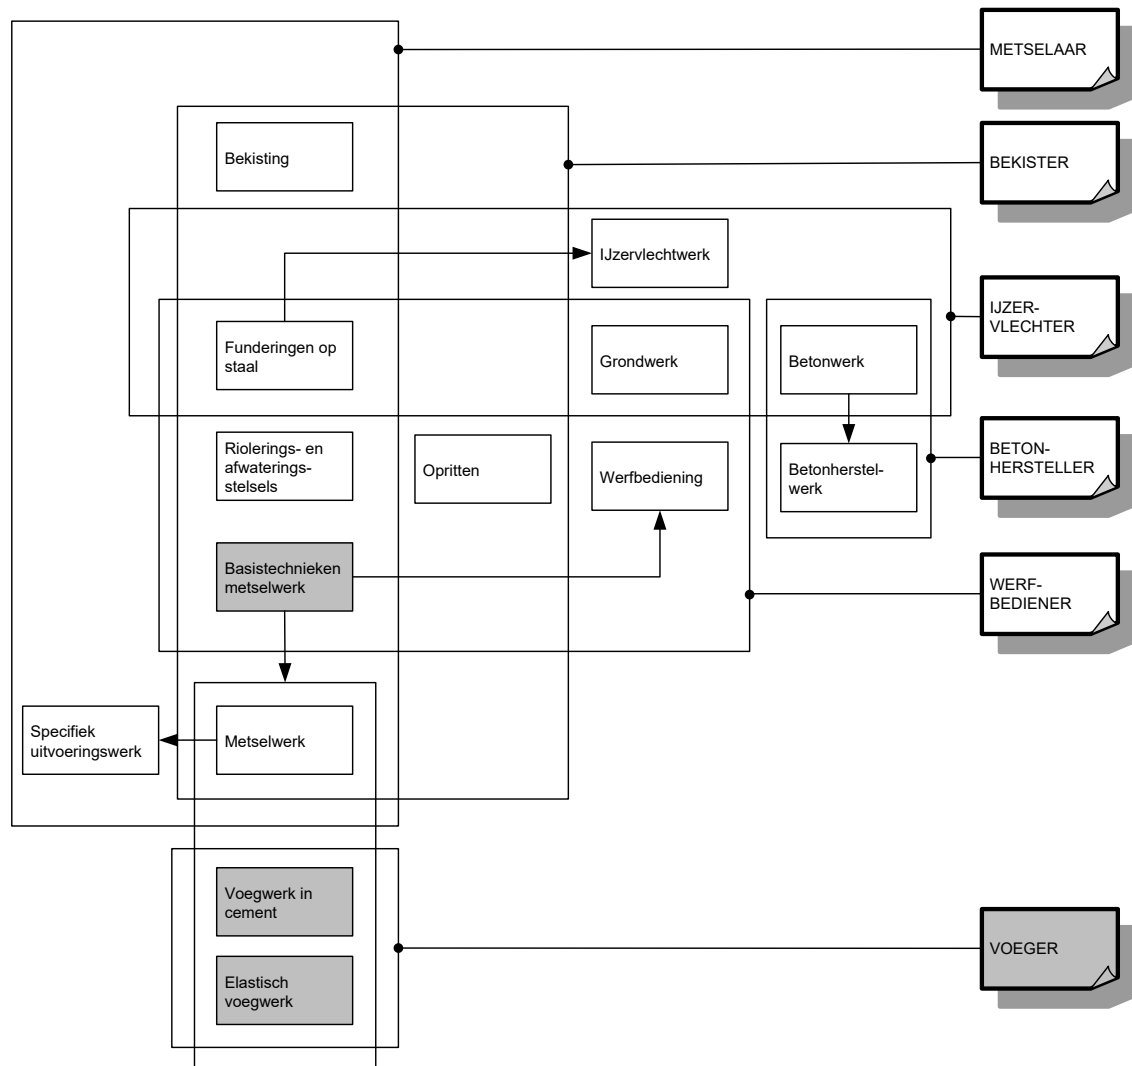 METSELAAR
Bekisting
BEKISTER
IJzervlechtwerk
IJZER-
VLECHTER
Funderingen op
staal
Grondwerk
Betonwerk
Riolerings- en
afwaterings-
stelsels
Opritten
Werfbediening
Betonherstel-
werk
BETON-
HERSTELLER
Basistechnieken
metselwerk
WERF-
BEDIENER
Specifiek
uitvoeringswerk
Metselwerk
Voegwerk in
cement
VOEGER
Elastisch
voegwerk